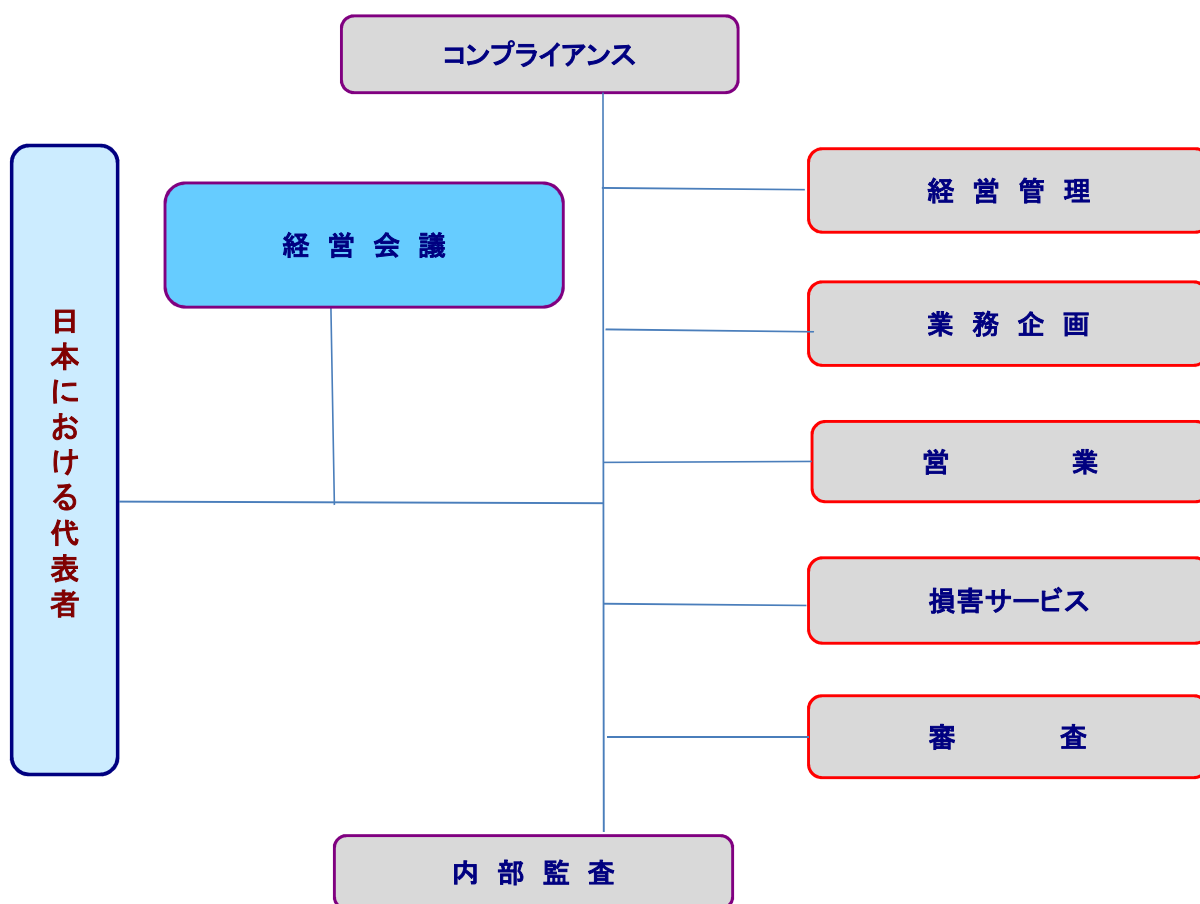 コンプライアンス
経営管理
経営会議
業務企画
日本における代表者
営業
損害サービス
審査
内部監査